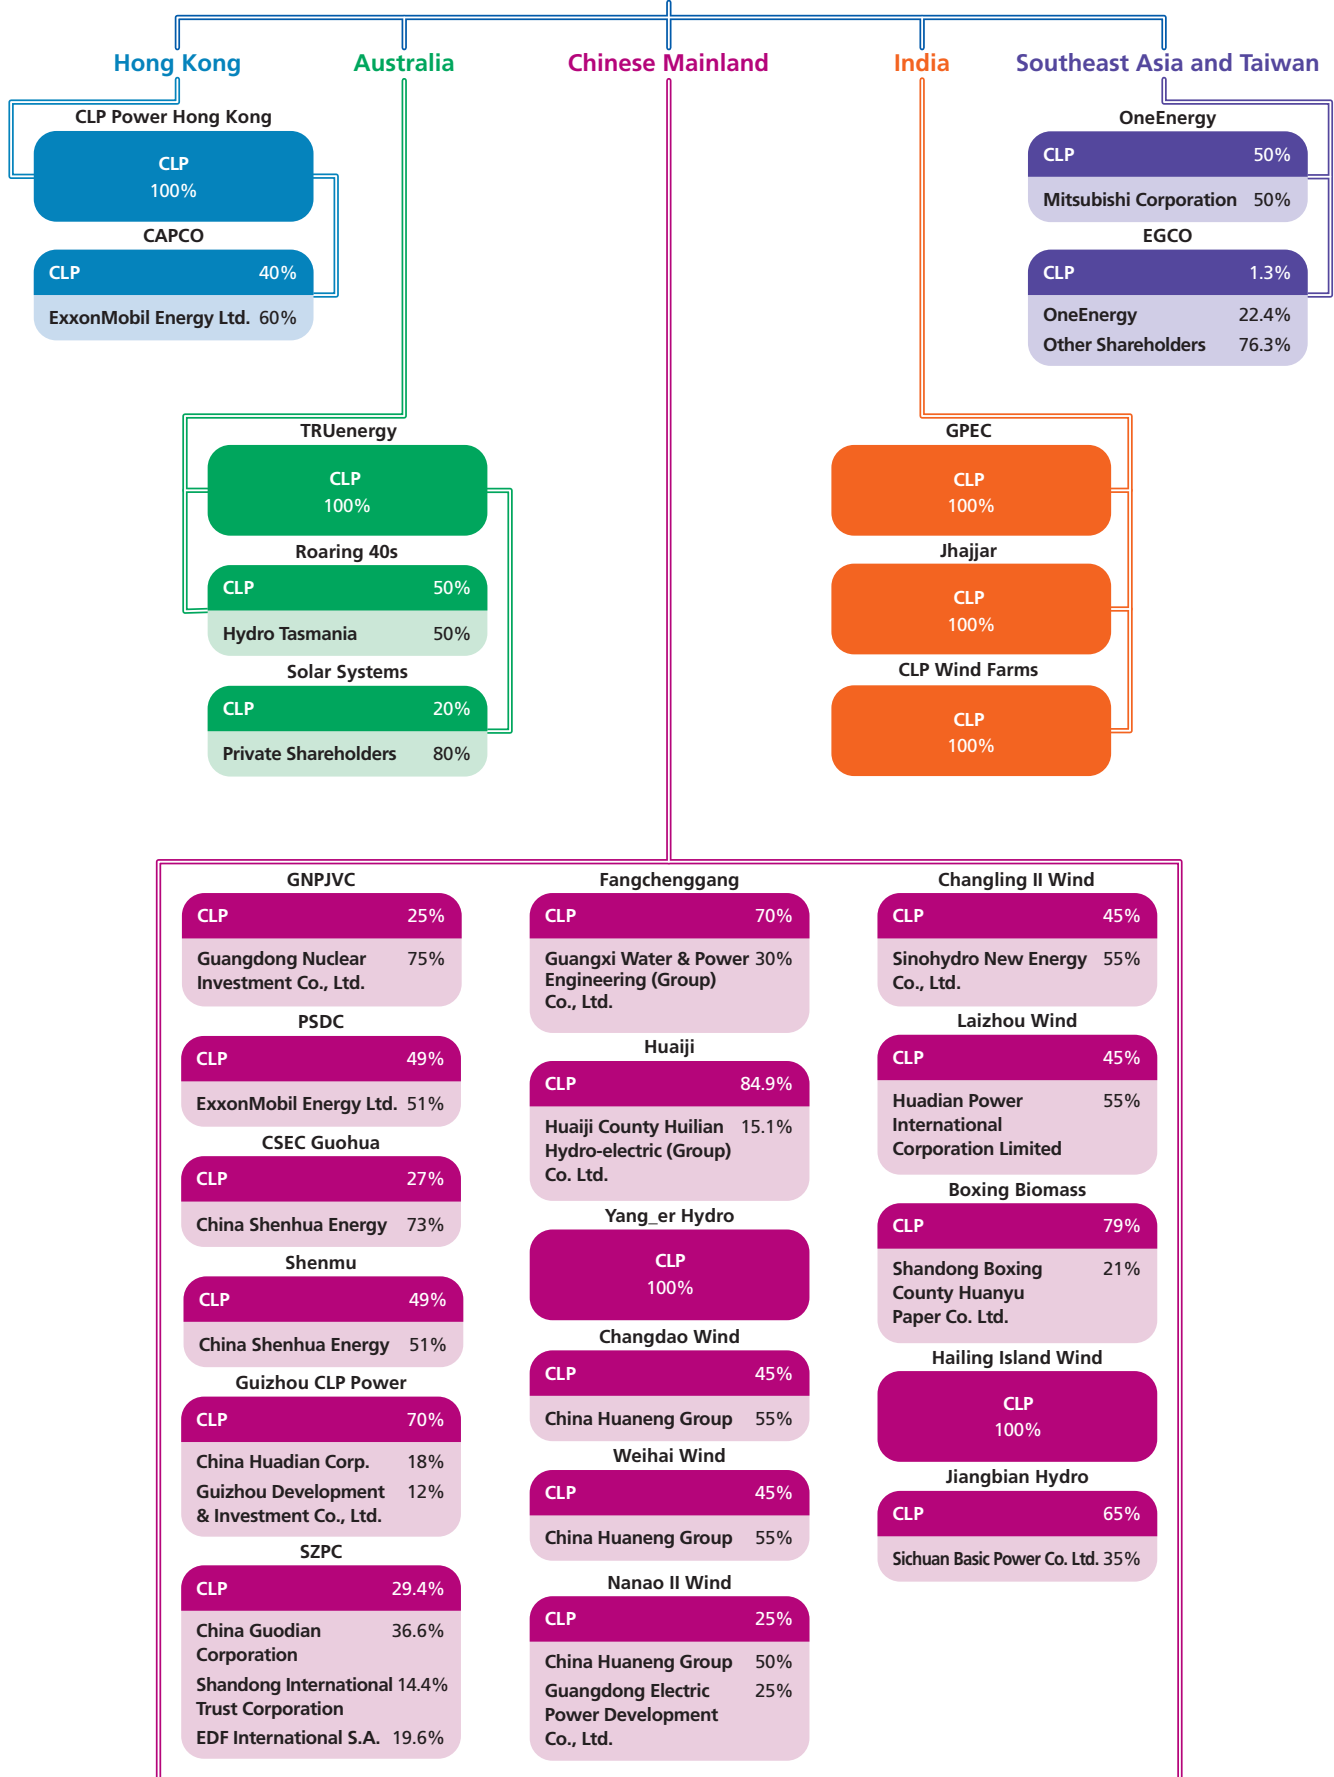 Hong Kong
Australia
Chinese Mainland
India
Southeast Asia and Taiwan
CLP Power Hong Kong
CLP
100%
CAPCO
CLP 40%
ExxonMobil Energy Ltd. 60%
OneEnergy
CLP 50%
Mitsubishi Corporation 50%
EGCO
CLP 1.3%
OneEnergy 22.4%
Other Shareholders 76.3%
TRUenergy
CLP
100%
Roaring 40s
CLP 50%
Hydro Tasmania 50%
Solar Systems
CLP 20%
Private Shareholders 80%
GPEC
CLP
100%
Jhajjar
CLP
100%
CLP Wind Farms
CLP
100%
GNPJVC
CLP 25%
Guangdong Nuclear 75%
Investment Co., Ltd.
PSDC
CLP 49%
ExxonMobil Energy Ltd. 51%
CSEC Guohua
CLP 27%
China Shenhua Energy 73%
Shenmu
CLP 49%
China Shenhua Energy 51%
Guizhou CLP Power
CLP 70%
China Huadian Corp. 18%
Guizhou Development 12%
& Investment Co., Ltd.
SZPC
CLP 29.4%
China Guodian 36.6%
Corporation
Shandong International 14.4%
Trust Corporation
EDF International S.A. 19.6%
Fangchenggang
CLP 70%
Guangxi Water & Power 30%
Engineering (Group)
Co., Ltd.
Huaiji
CLP 84.9%
Huaiji County Huilian 15.1%
Hydro-electric (Group)
Co. Ltd.
Yang_er Hydro
CLP
100%
Changdao Wind
CLP 45%
China Huaneng Group 55%
Weihai Wind
CLP 45%
China Huaneng Group 55%
Nanao II Wind
CLP 25%
China Huaneng Group 50%
Guangdong Electric 25%
Power Development
Co., Ltd.
Changling II Wind
CLP 45%
Sinohydro New Energy 55%
Co., Ltd.
Laizhou Wind
CLP 45%
Huadian Power 55%
International
Corporation Limited
Boxing Biomass
CLP 79%
Shandong Boxing 21%
County Huanyu
Paper Co. Ltd.
Hailing Island Wind
CLP
100%
Jiangbian Hydro
CLP 65%
Sichuan Basic Power Co. Ltd. 35%